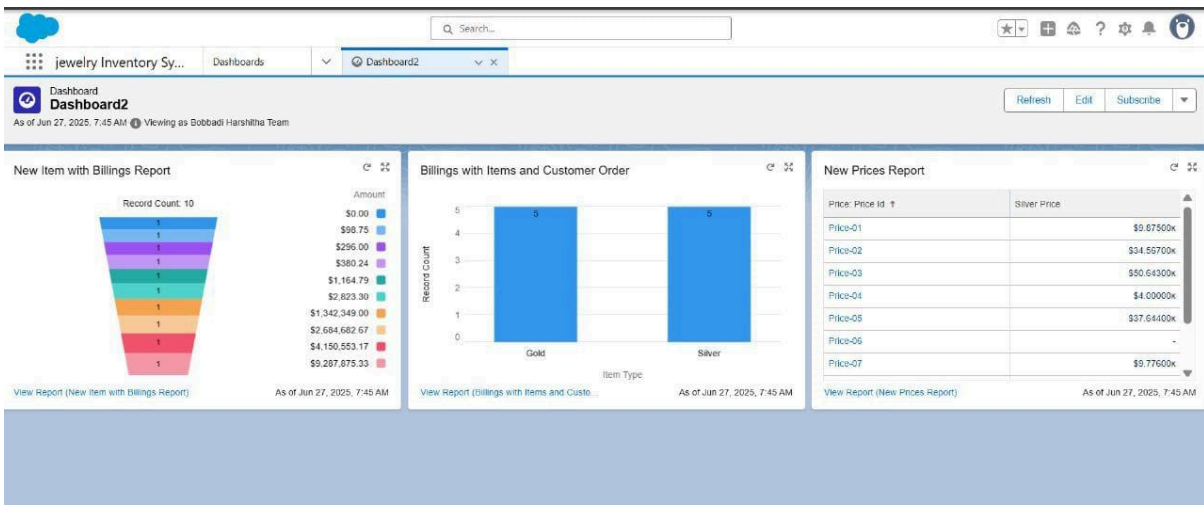 Search...
jewelry Inventory Sy...
Dashboards
Dashboard2
Dashboard
Dashboard2
As of Jun 27, 2025, 7:45 AM Viewing as Bobbadi Harshitha Team
Refresh
Edit
Subscribe
New Item with Billings Report
Record Count: 10
1
1
1
1
1
1
1
1
1
1
Amount
$0.00
$98.75
$296.00
$380.24
$1,164.79
$2,823.30
$1,342,349.00
$2,684,682.67
$4,150,553.17
$9,287,875.33
View Report (New Item with Billings Report)
As of Jun 27, 2025, 7:45 AM
Billings with Items and Customer Order
Record Count
5
4
3
2
1
0
5
5
Gold
Silver
Item Type
View Report (Billings with Items and Custo...
As of Jun 27, 2025, 7:45 AM
New Prices Report
Price: Price Id ↑ Silver Price
Price-01 $9.87500K
Price-02 $34.56700K
Price-03 $50.64300K
Price-04 $4.00000K
Price-05 $37.64400K
Price-06 -
Price-07 $9.77600K
View Report (New Prices Report)
As of Jun 27, 2025, 7:45 AM